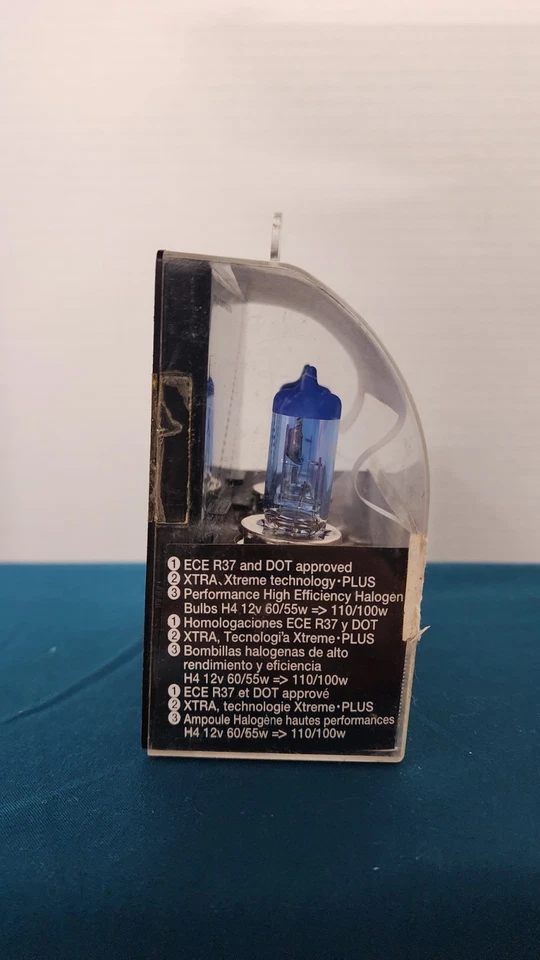 ① ECE R37 and DOT approved
② XTRA, Xtreme technology·PLUS
③ Performance High Efficiency Halogen
Bulbs H4 12v 60/55w => 110/100w
① Homologaciones ECE R37 y DOT
② XTRA, Tecnologi'a Xtreme·PLUS
③ Bombillas halogenas de alto
rendimiento y eficiencia
H4 12v 60/55w => 110/100w
① ECE R37 et DOT apprové
② XTRA, technologie Xtreme·PLUS
③ Ampoule Halogène hautes performances
H4 12v 60/55w => 110/100w